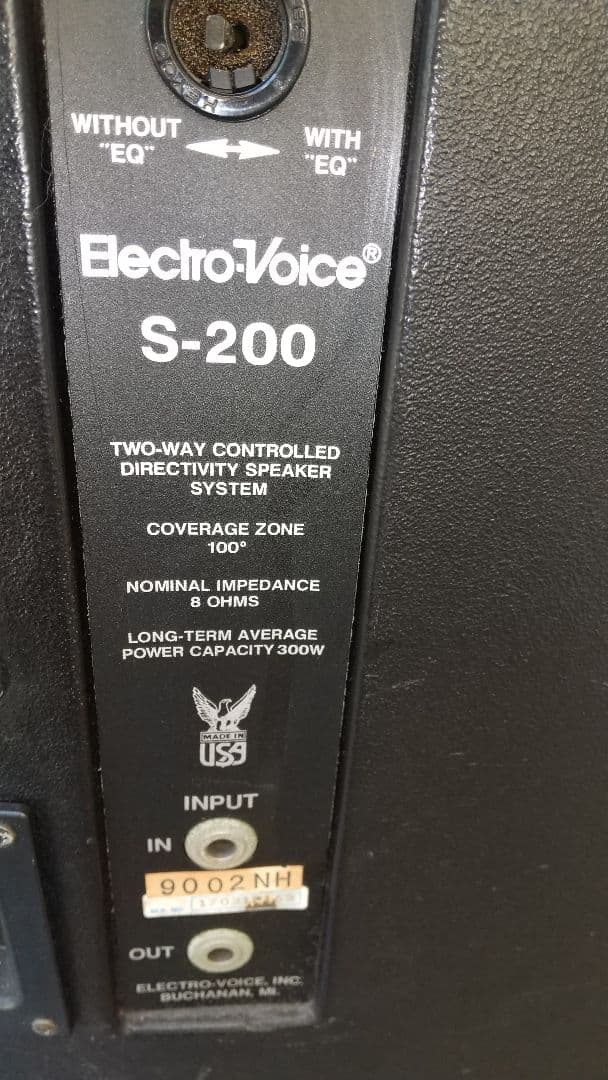 WITHOUT "EQ"
WITH "EQ"
Electro-Voice®
S-200
TWO-WAY CONTROLLED
DIRECTIVITY SPEAKER
SYSTEM
COVERAGE ZONE
100°
NOMINAL IMPEDANCE
8 OHMS
LONG-TERM AVERAGE
POWER CAPACITY 300W
MADE IN
USA
INPUT
IN
9002NH
OUT
ELECTRO-VOICE, INC.
BUCHANAN, MI.